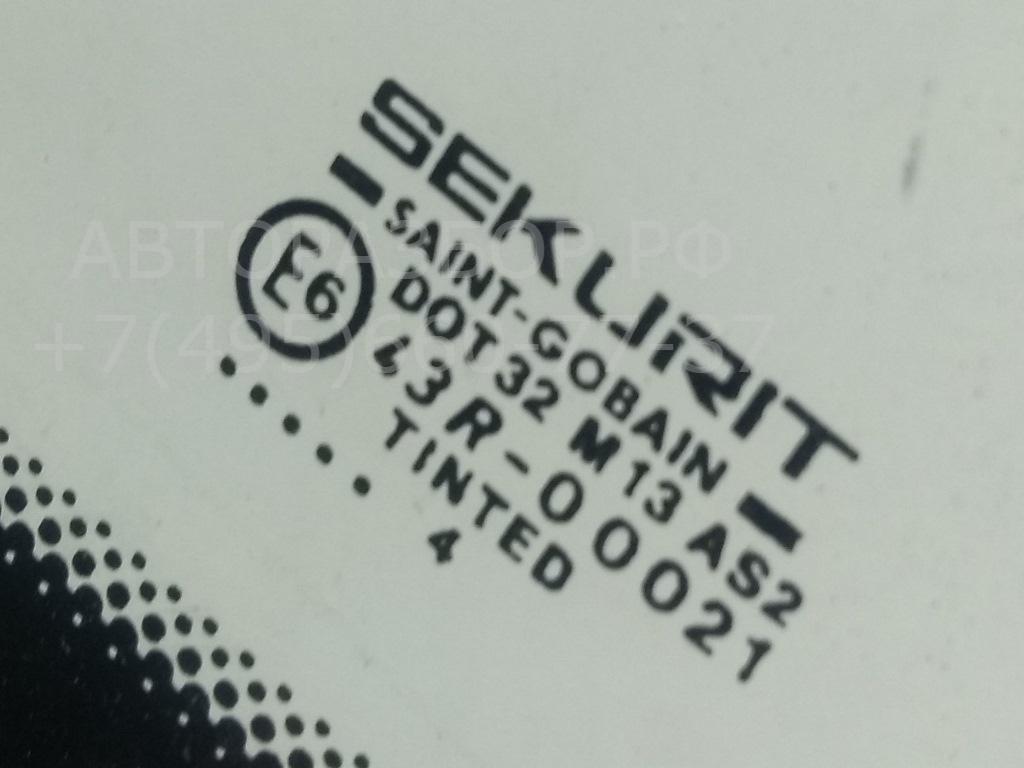 SEKURIT
SAINT-GOBAIN
E6
DOT 32 M13 AS2
43R-00021
TINTED
.....4
АВТОРАЗБОР.РФ